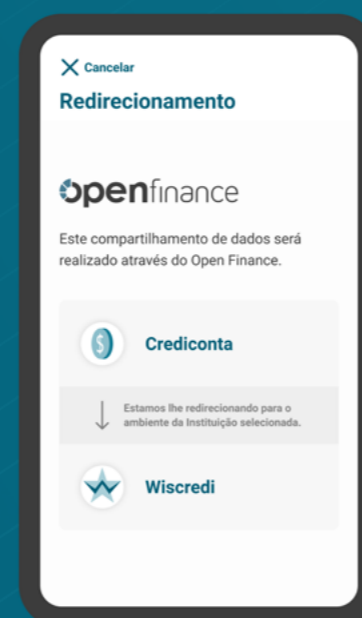 Cancelar
Redirecionamento
openfinance
Este compartilhamento de dados será
realizado através do Open Finance.
$
Crediconta
Estamos lhe redirecionando para o
ambiente da Instituição selecionada.
Wiscredi